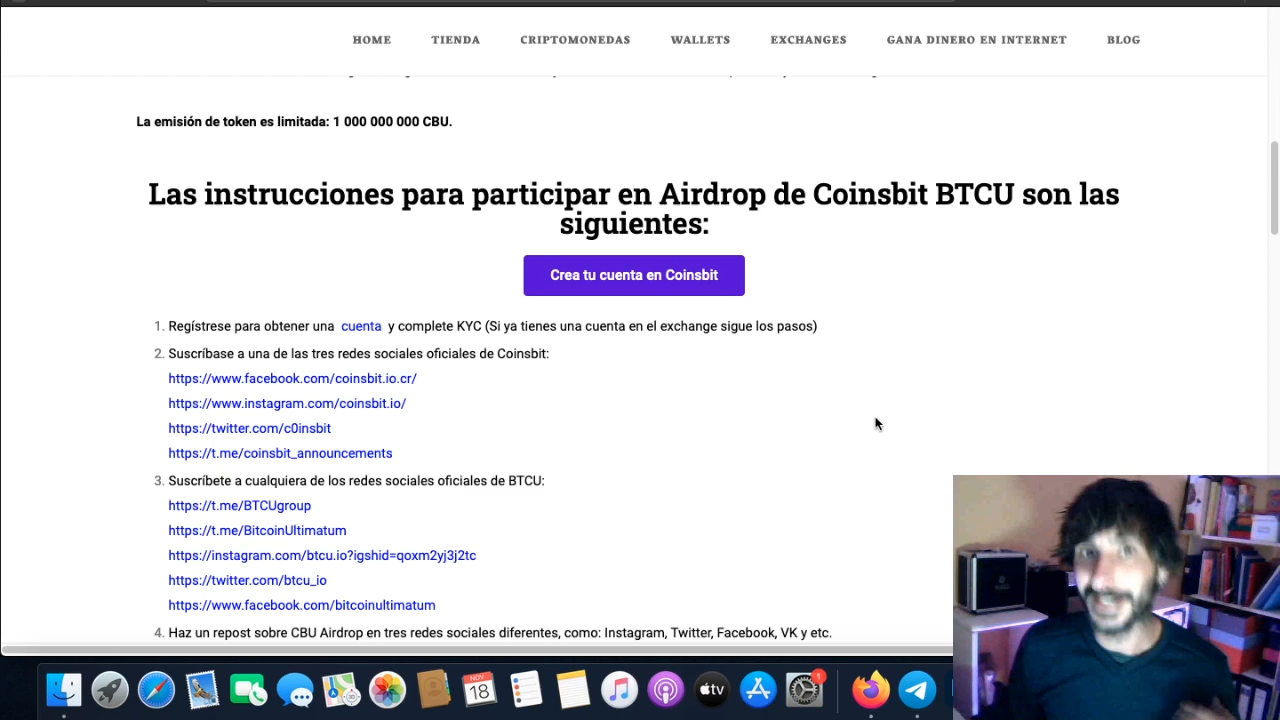 HOME TIENDA CRIPTOMONEDAS WALLETS EXCHANGES GANA DINERO EN INTERNET BLOG
La emisión de token es limitada: 1 000 000 000 CBU.
Las instrucciones para participar en Airdrop de Coinsbit BTCU son las
siguientes:
Crea tu cuenta en Coinsbit
1. Regístrese para obtener una cuenta y complete KYC (Si ya tienes una cuenta en el exchange sigue los pasos)
2. Suscríbase a una de las tres redes sociales oficiales de Coinsbit:
https://www.facebook.com/coinsbit.io.cr/
https://www.instagram.com/coinsbit.io/
https://twitter.com/c0insbit
https://t.me/coinsbit_announcements
3. Suscríbete a cualquiera de los redes sociales oficiales de BTCU:
https://t.me/BTCUgroup
https://t.me/BitcoinUltimatum
https://instagram.com/btcu.io?igshid=qoxm2yj3j2tc
https://twitter.com/btcu_io
https://www.facebook.com/bitcoinultimatum
4. Haz un repost sobre CBU Airdrop en tres redes sociales diferentes, como: Instagram, Twitter, Facebook, VK y etc.
NOV
18
tv
1